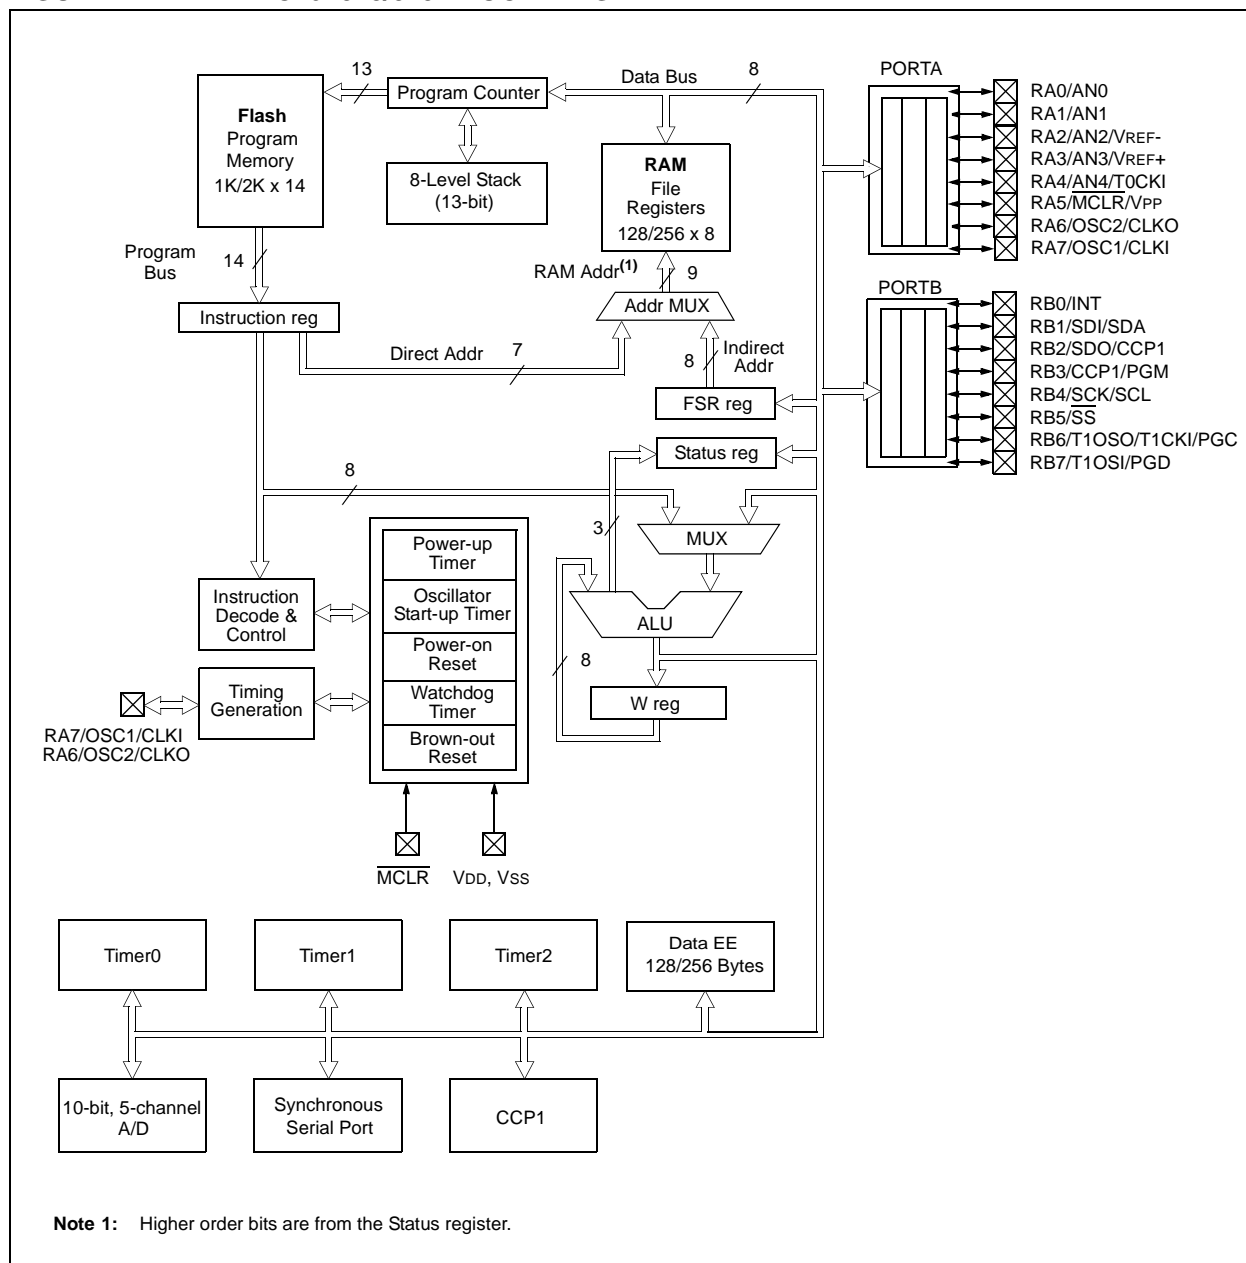 13
Program Counter
Data Bus
8
PORTA
Flash
Program
Memory
1K/2K x 14
8-Level Stack
(13-bit)
RAM
File
Registers
128/256 x 8
RA0/AN0
RA1/AN1
RA2/AN2/VREF-
RA3/AN3/VREF+
RA4/AN4/T0CKI
RA5/MCLR/VPP
RA6/OSC2/CLKO
RA7/OSC1/CLKI
Program
Bus
14
RAM Addr(1)
9
Addr MUX
PORTB
RB0/INT
RB1/SDI/SDA
RB2/SDO/CCP1
RB3/CCP1/PGM
RB4/SCK/SCL
RB5/SS
RB6/T1OSO/T1CKI/PGC
RB7/T1OSI/PGD
Instruction reg
Direct Addr
7
8
Indirect
Addr
FSR reg
Status reg
8
3
MUX
Power-up
Timer
Oscillator
Start-up Timer
Power-on
Reset
Watchdog
Timer
Brown-out
Reset
Instruction
Decode &
Control
ALU
8
W reg
Timing
Generation
RA7/OSC1/CLKI
RA6/OSC2/CLKO
MCLR
VDD, VSS
Timer0
Timer1
Timer2
Data EE
128/256 Bytes
10-bit, 5-channel
A/D
Synchronous
Serial Port
CCP1
Note 1: Higher order bits are from the Status register.